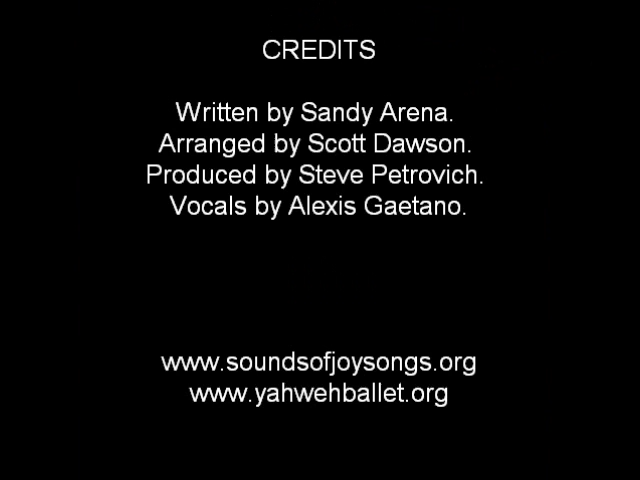 CREDITS
Written by Sandy Arena.
Arranged by Scott Dawson.
Produced by Steve Petrovich.
Vocals by Alexis Gaetano.
www.soundsofjoysongs.org
www.yahwehballet.org